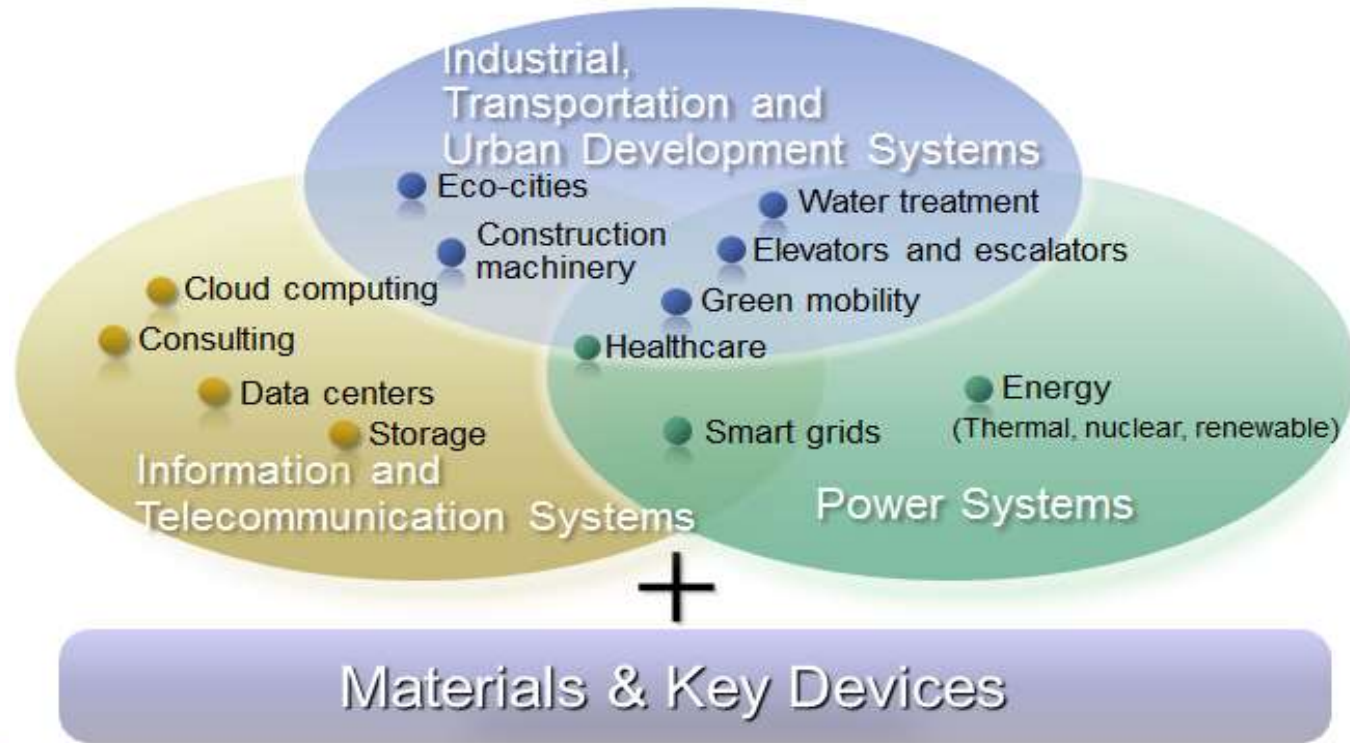 Industrial,
Transportation and
Urban Development Systems
Eco-cities
Water treatment
Construction
machinery
Elevators and escalators
Cloud computing
Green mobility
Consulting
Healthcare
Data centers
Energy
(Thermal, nuclear, renewable)
Storage
Smart grids
Information and
Telecommunication Systems
Power Systems
+
Materials & Key Devices